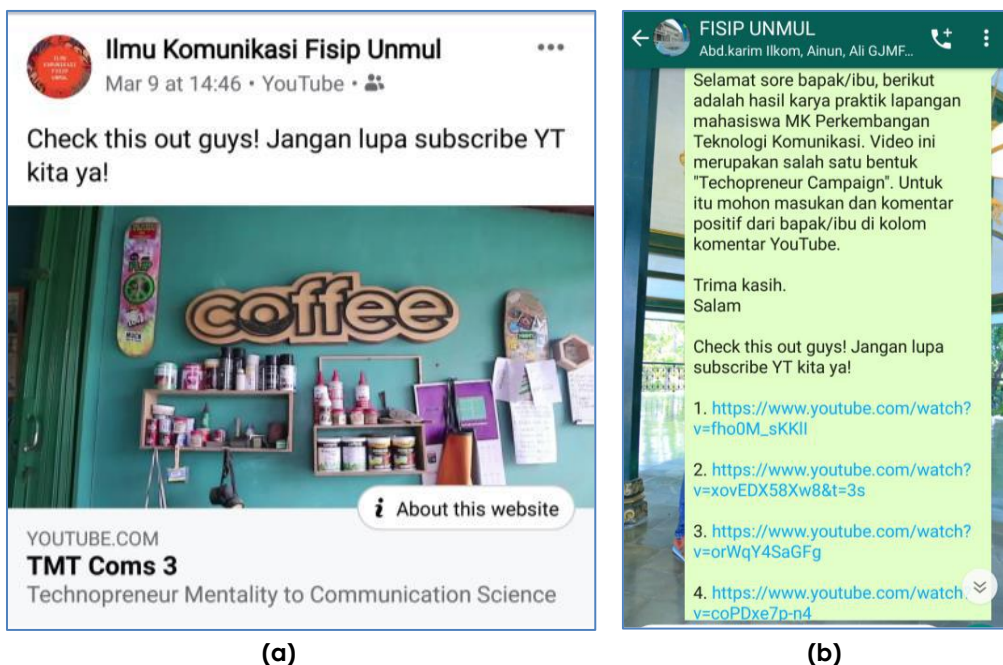 Ilmu Komunikasi Fisip Unmul
Mar 9 at 14:46 • YouTube •
Check this out guys! Jangan lupa subscribe YT
kita ya!
coffee
i About this website
YOUTUBE.COM
TMT Coms 3
Technopreneur Mentality to Communication Science
(a)
FISIP UNMUL
Abd.karim Ilkom, Ainun, Ali GJMF...
Selamat sore bapak/ibu, berikut
adalah hasil karya praktik lapangan
mahasiswa MK Perkembangan
Teknologi Komunikasi. Video ini
merupakan salah satu bentuk
"Techopreneur Campaign". Untuk
itu mohon masukan dan komentar
positif dari bapak/ibu di kolom
komentar YouTube.
Trima kasih.
Salam
Check this out guys! Jangan lupa
subscribe YT kita ya!
1. https://www.youtube.com/watch?
v=fho0M_sKKlI
2. https://www.youtube.com/watch?
v=xovEDX58Xw8&t=3s
3. https://www.youtube.com/watch?
v=orWqY4SaGFg
4. https://www.youtube.com/watch
v=coPDxe7p-n4
(b)